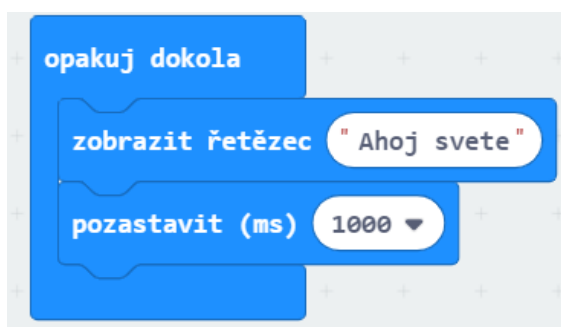 opakuj dokola
zobrazit řetězec "Ahoj svete"
pozastavit (ms) 1000